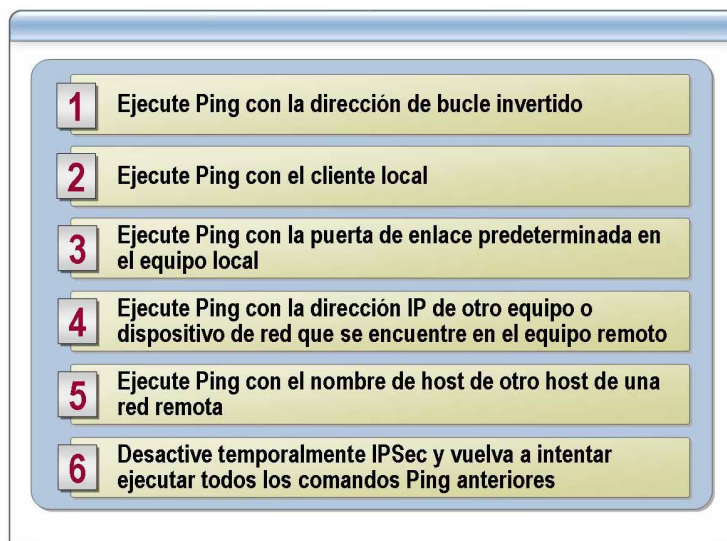 1 Ejecute Ping con la dirección de bucle invertido
2 Ejecute Ping con el cliente local
3 Ejecute Ping con la puerta de enlace predeterminada en
el equipo local
4 Ejecute Ping con la dirección IP de otro equipo o
dispositivo de red que se encuentre en el equipo remoto
5 Ejecute Ping con el nombre de host de otro host de una
red remota
6 Desactive temporalmente IPSec y vuelva a intentar
ejecutar todos los comandos Ping anteriores